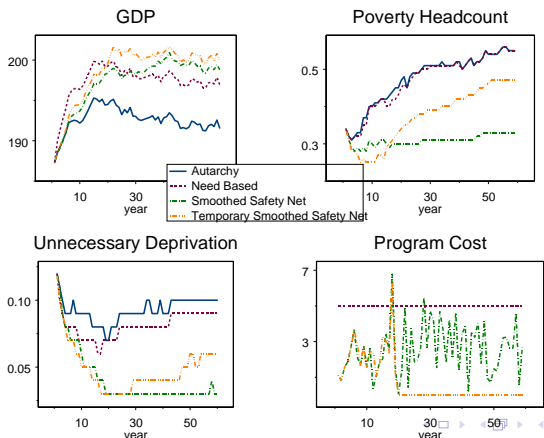 GDP
200
190
10
30
50
year
Poverty Headcount
0.5
0.3
10
30
50
year
Autarchy
Need Based
Smoothed Safety Net
Temporary Smoothed Safety Net
Unnecessary Deprivation
0.10
0.05
10
30
50
year
Program Cost
7
3
10
30
50
year